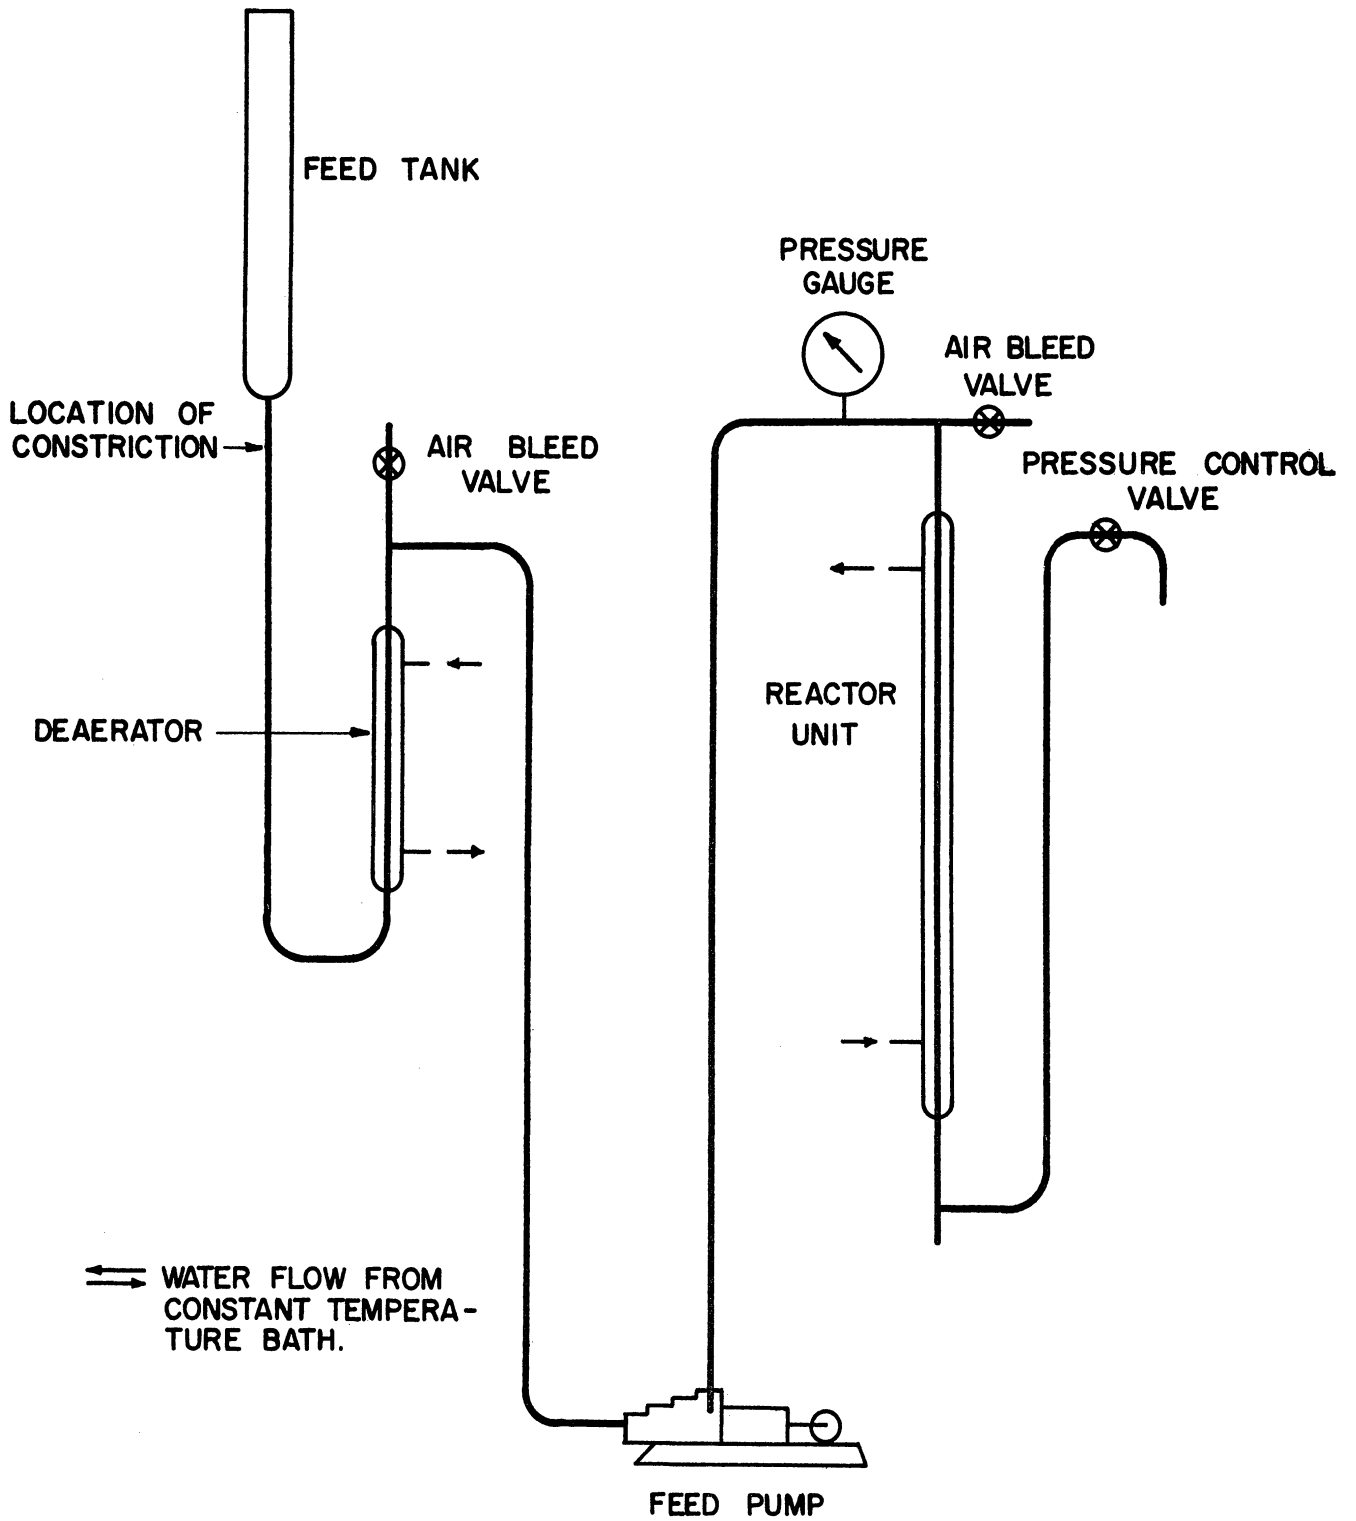 FEED TANK
PRESSURE
GAUGE
AIR BLEED
VALVE
LOCATION OF
CONSTRICTION
AIR BLEED
VALVE
PRESSURE CONTROL
VALVE
REACTOR
UNIT
DEAERATOR
WATER FLOW FROM
CONSTANT TEMPERA-
TURE BATH.
FEED PUMP